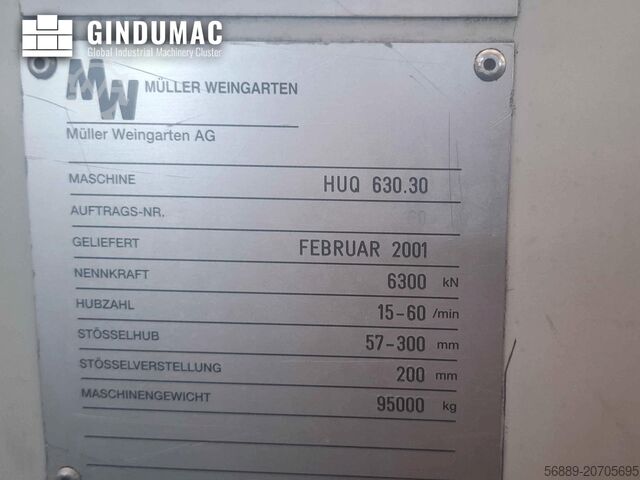 GINDUMAC
Global Industrial Machinery Cluster
MW MÜLLER WEINGARTEN
Müller Weingarten AG
MASCHINE HUQ 630.30
AUFTRAGS-NR.
GELIEFERT FEBRUAR 2001
NENNKRAFT 6300 kN
HUBZAHL 15-60 /min
STÖSSELHUB 57-300 mm
STÖSSELVERSTELLUNG 200 mm
MASCHINENGEWICHT 95000 kg
56889-20705695